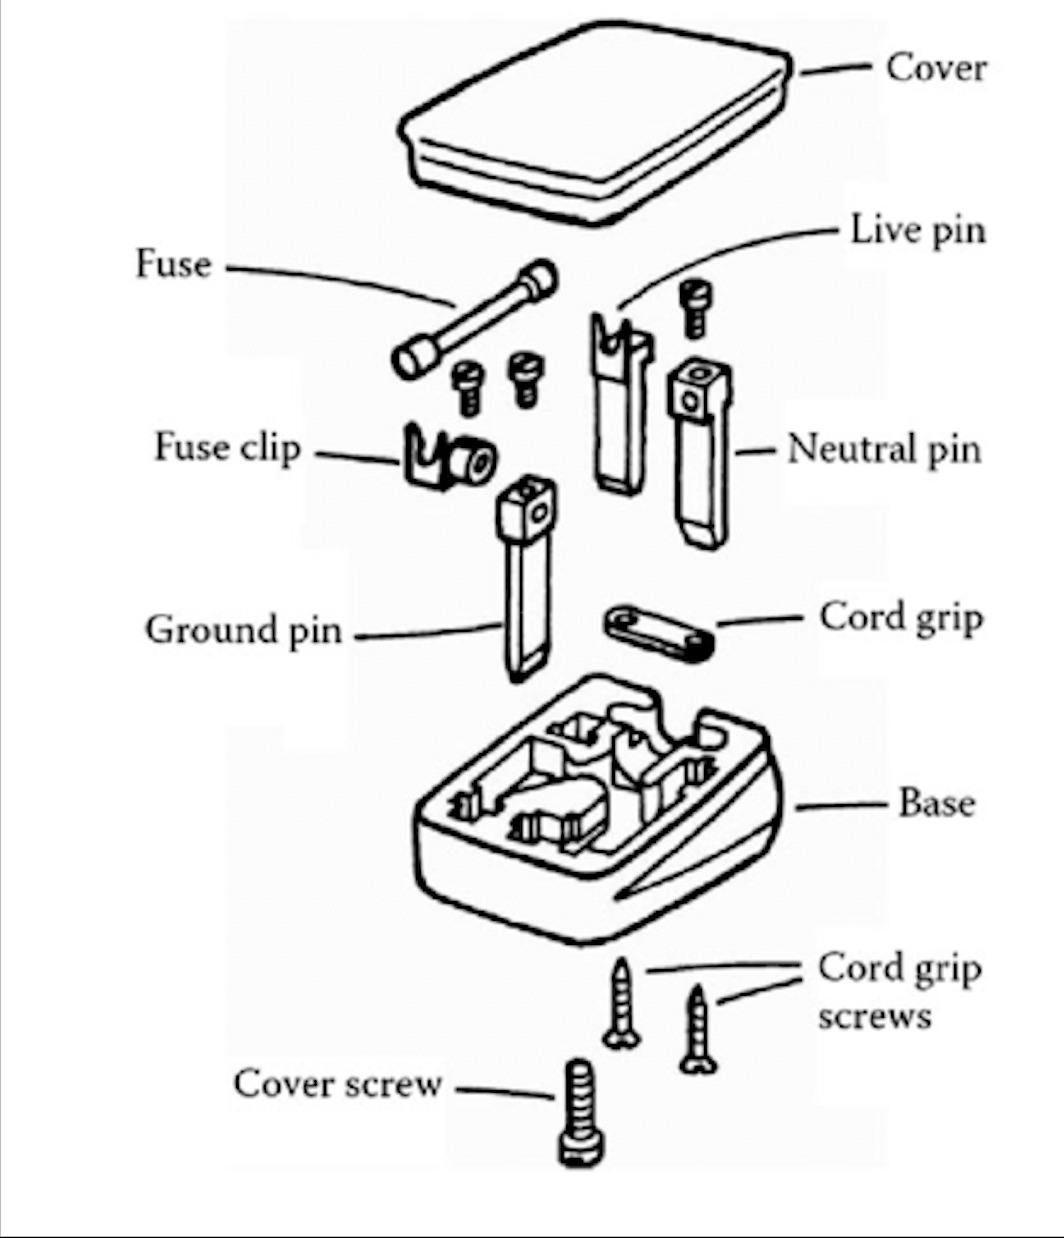 Cover
Live pin
Fuse
Fuse clip
Neutral pin
Ground pin
Cord grip
Base
Cord grip
screws
Cover screw